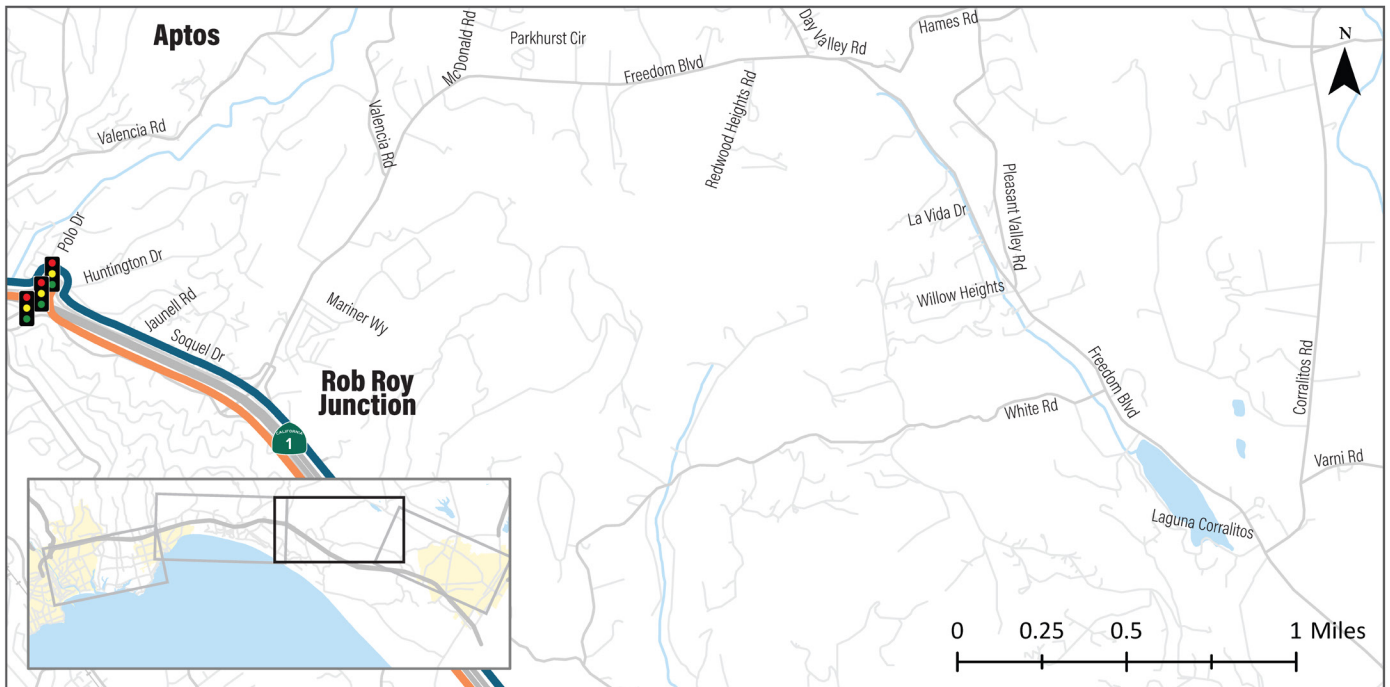 Aptos
McDonald Rd
Parkhurst Cir
Day Valley Rd
Hames Rd
N
Freedom Blvd
Valencia Rd
Valencia Rd
Redwood Heights Rd
Polo Dr
La Vida Dr
Pleasant Valley Rd
Huntington Dr
Jaunell Rd
Mariner Wy
Willow Heights
Soquel Dr
Rob Roy
Junction
Freedom Blvd
Corralitos Rd
White Rd
CALIFORNIA
1
Varni Rd
Laguna Corralitos
0 0.25 0.5 1 Miles